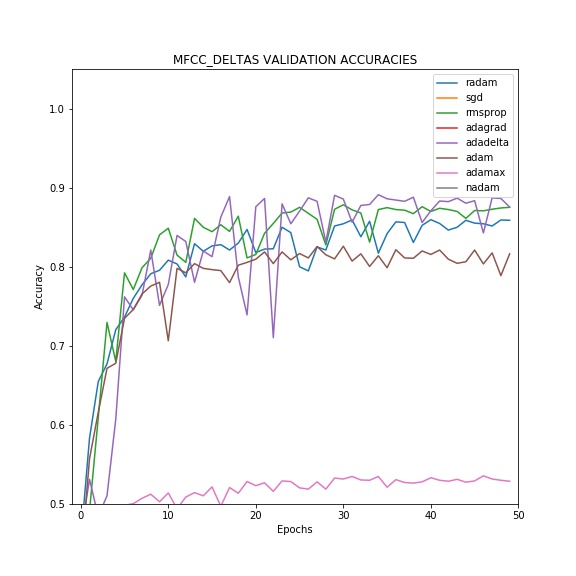 MFCC_DELTAS VALIDATION ACCURACIES
radam
sgd
rmsprop
adagrad
adadelta
adam
adamax
nadam
1.0
0.9
0.8
0.7
0.6
0.5
Accuracy
0 10 20 30 40 50
Epochs